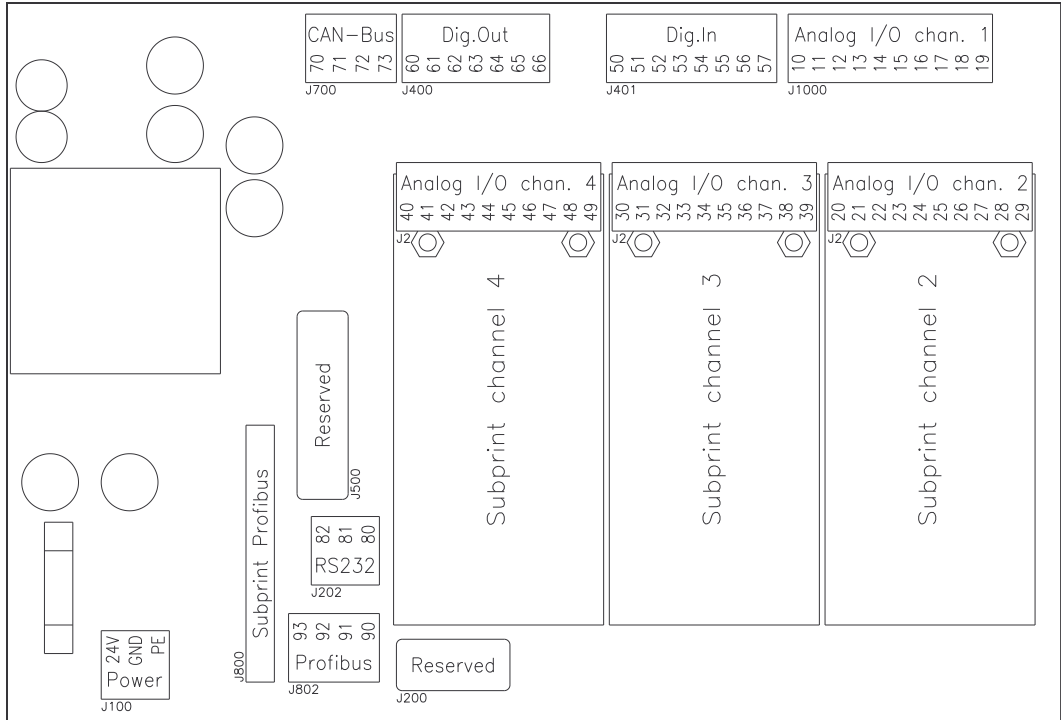 CAN-Bus
70 71 72 73
J700
Dig.Out
60 61 62 63 64 65 66
J400
Dig.In
50 51 52 53 54 55 56 57
J401
Analog I/O chan. 1
10 11 12 13 14 15 16 17 18 19
J1000
Analog I/O chan. 4
40 41 42 43 44 45 46 47 48 49
J2
Subprint channel 4
Analog I/O chan. 3
30 31 32 33 34 35 36 37 38 39
J2
Subprint channel 3
Analog I/O chan. 2
20 21 22 23 24 25 26 27 28 29
J2
Subprint channel 2
Reserved
J500
Subprint Profibus
J800
82 81 80
RS232
J202
93 92 91 90
Profibus
J802
Reserved
J200
24V GND PE
Power
J100